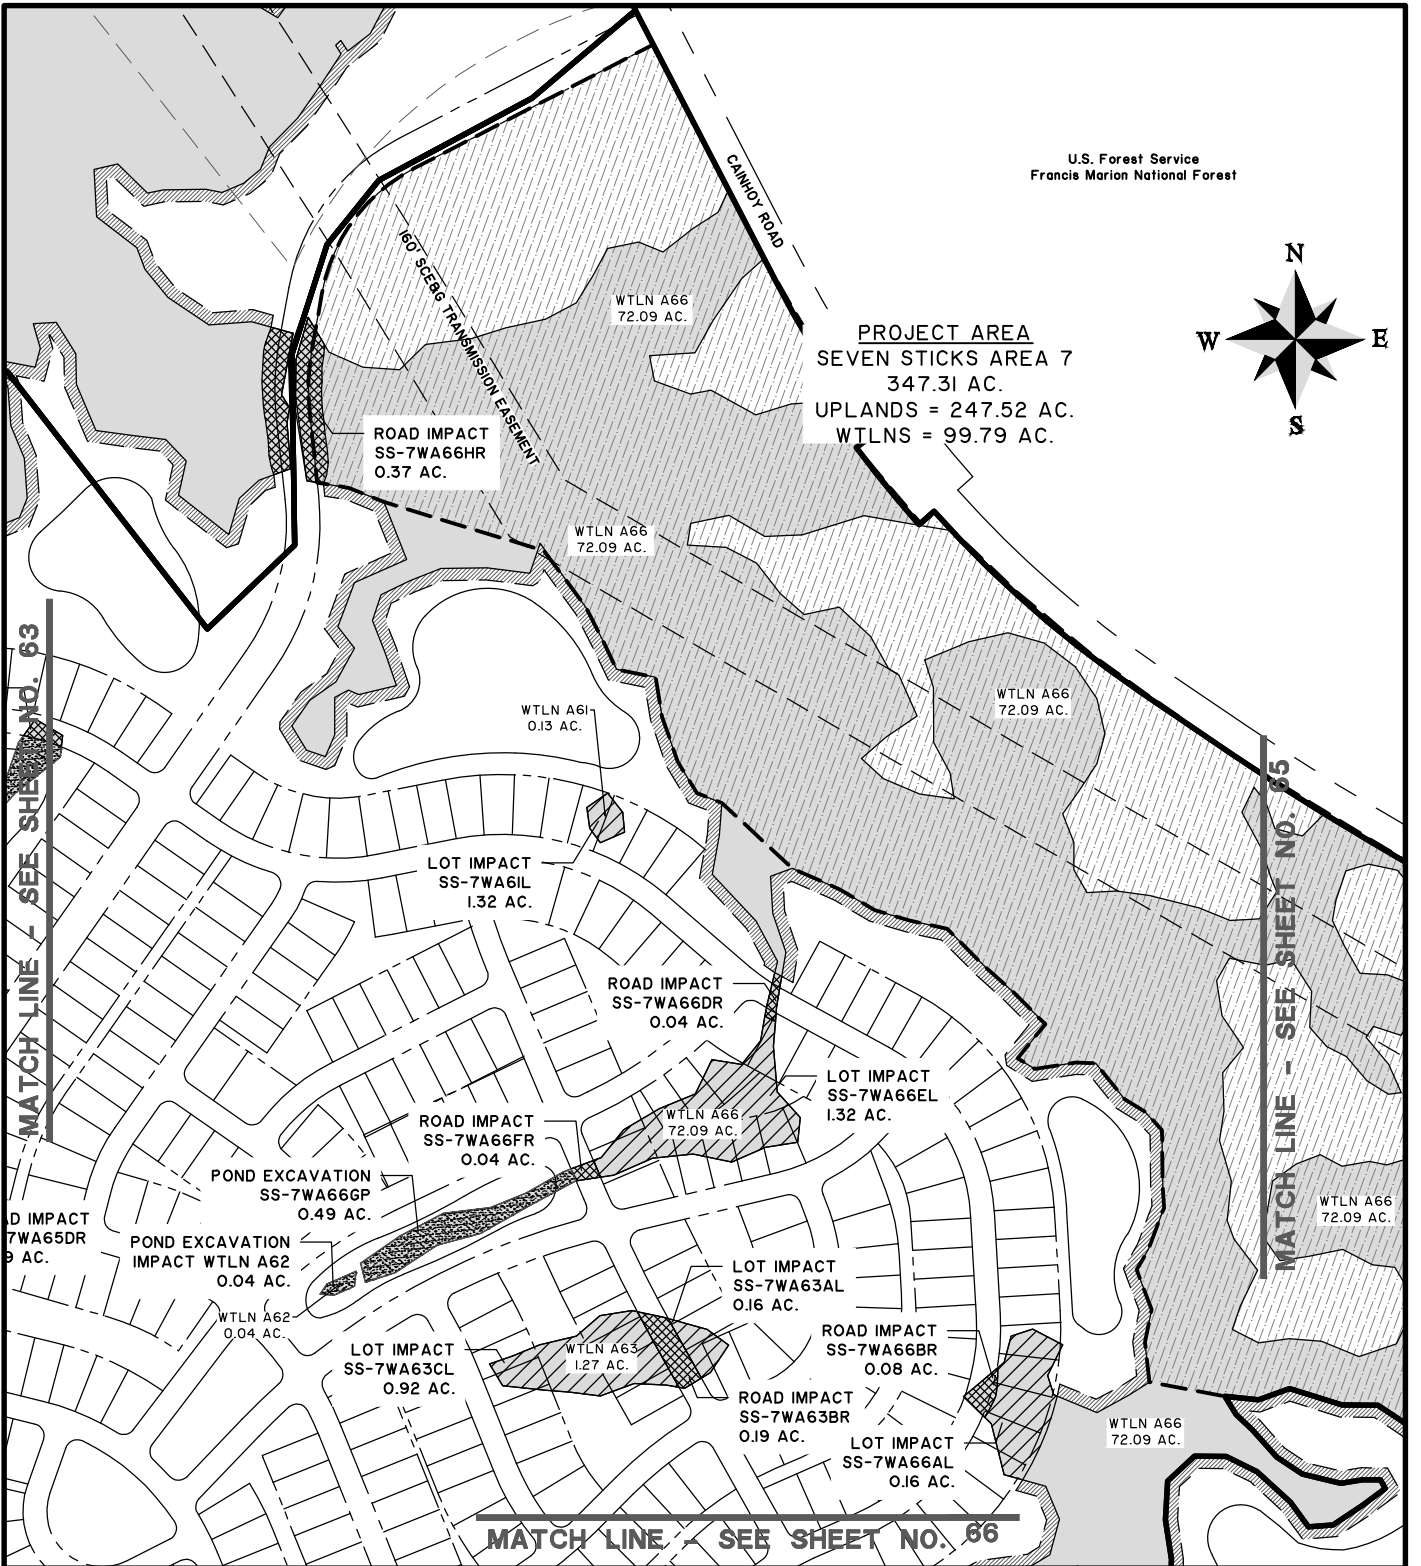 U.S. Forest Service
Francis Marion National Forest
CAINHOY ROAD
N
W
E
S
160' SCE&G TRANSMISSION EASEMENT
WTLN A66
72.09 AC.
PROJECT AREA
SEVEN STICKS AREA 7
347.31 AC.
UPLANDS = 247.52 AC.
WTLNS = 99.79 AC.
ROAD IMPACT
SS-7WA66HR
0.37 AC.
WTLN A66
72.09 AC.
MATCH LINE - SEE SHEET NO. 63
WTLN A61
0.13 AC.
WTLN A66
72.09 AC.
MATCH LINE - SEE SHEET NO. 65
LOT IMPACT
SS-7WA61L
1.32 AC.
ROAD IMPACT
SS-7WA66DR
0.04 AC.
LOT IMPACT
SS-7WA66EL
1.32 AC.
WTLN A66
72.09 AC.
ROAD IMPACT
SS-7WA66FR
0.04 AC.
POND EXCAVATION
SS-7WA66GP
0.49 AC.
AD IMPACT
7WA65DR
9 AC.
POND EXCAVATION
IMPACT WTLN A62
0.04 AC.
WTLN A66
72.09 AC.
WTLN A62
0.04 AC.
LOT IMPACT
SS-7WA63AL
0.16 AC.
LOT IMPACT
SS-7WA63CL
0.92 AC.
WTLN A63
1.27 AC.
ROAD IMPACT
SS-7WA66BR
0.08 AC.
ROAD IMPACT
SS-7WA63BR
0.19 AC.
LOT IMPACT
SS-7WA66AL
0.16 AC.
WTLN A66
72.09 AC.
MATCH LINE - SEE SHEET NO. 66